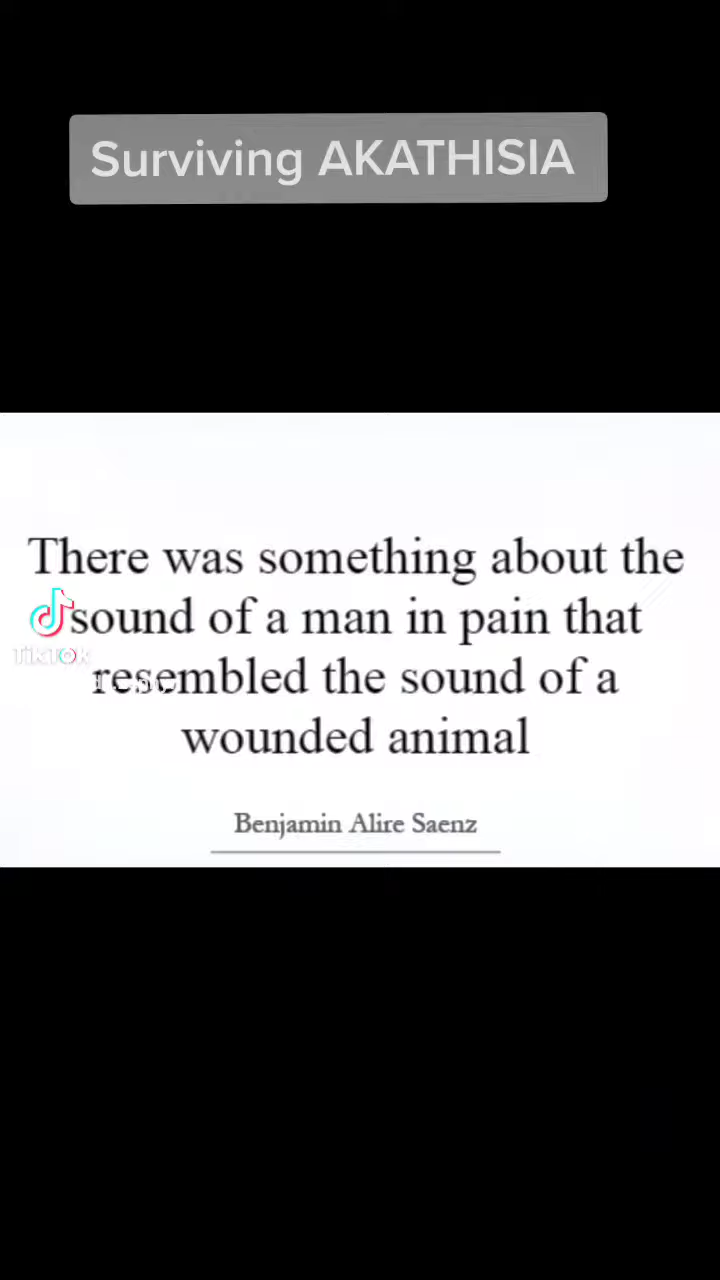 Surviving AKATHISIA
There was something about the
sound of a man in pain that
resembled the sound of a
wounded animal
Benjamin Alire Saenz
TikTok